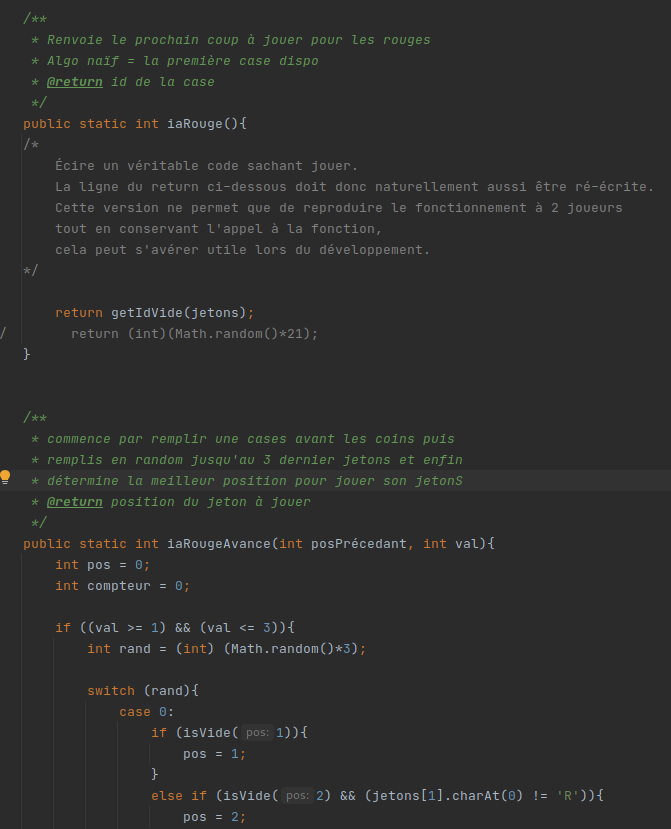 /**
* Renvoie le prochain coup à jouer pour les rouges
* Algo naïf = la première case dispo
* @return id de la case
*/
public static int iaRouge(){
/*
Écire un véritable code sachant jouer.
La ligne du return ci-dessous doit donc naturellement aussi être ré-écrite.
Cette version ne permet que de reproduire le fonctionnement à 2 joueurs
tout en conservant l'appel à la fonction,
cela peut s'avérer utile lors du développement.
*/
return getIdVide(jetons);
/ return (int)(Math.random()*21);
}
/**
* commence par remplir une cases avant les coins puis
* remplis en random jusqu'au 3 dernier jetons et enfin
* détermine la meilleur position pour jouer son jetonS
* @return position du jeton à jouer
*/
public static int iaRougeAvance(int posPrécedant, int val){
int pos = 0;
int compteur = 0;
if ((val >= 1) && (val <= 3)){
int rand = (int) (Math.random()*3);
switch (rand){
case 0:
if (isVide( pos: 1)){
pos = 1;
}
else if (isVide( pos: 2) && (jetons[1].charAt(0) != 'R')){
pos = 2;